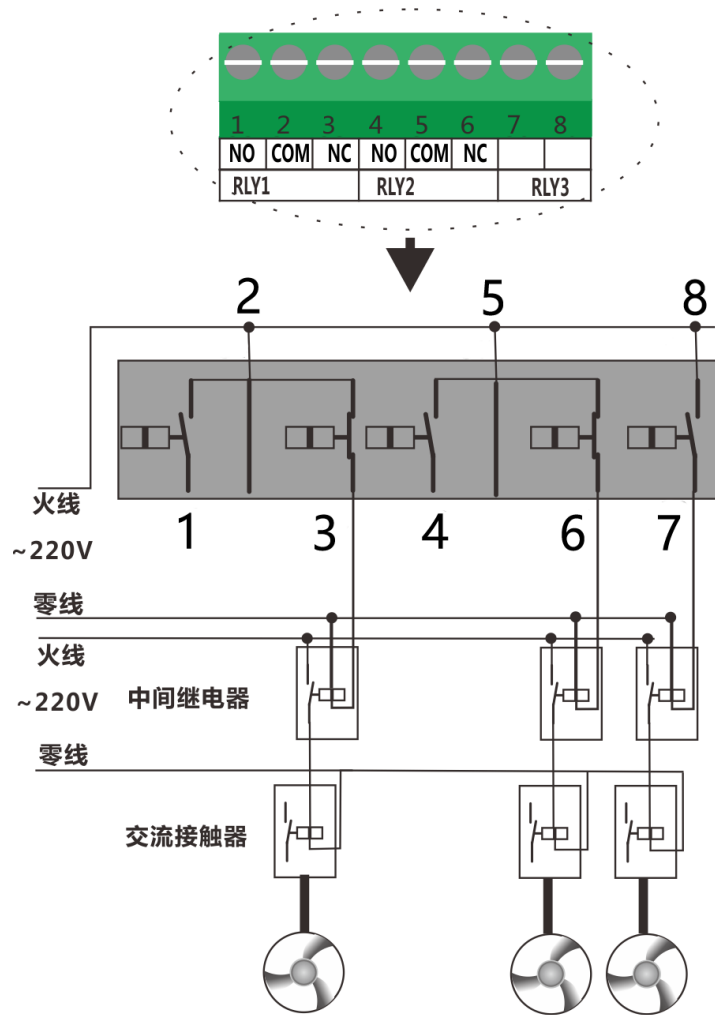 1 2 3 4 5 6 7 8
NO COM NC NO COM NC
RLY1 RLY2 RLY3
2 5 8
火线
1 3 4 6 7
~220V
零线
火线
~220V 中间继电器
零线
交流接触器